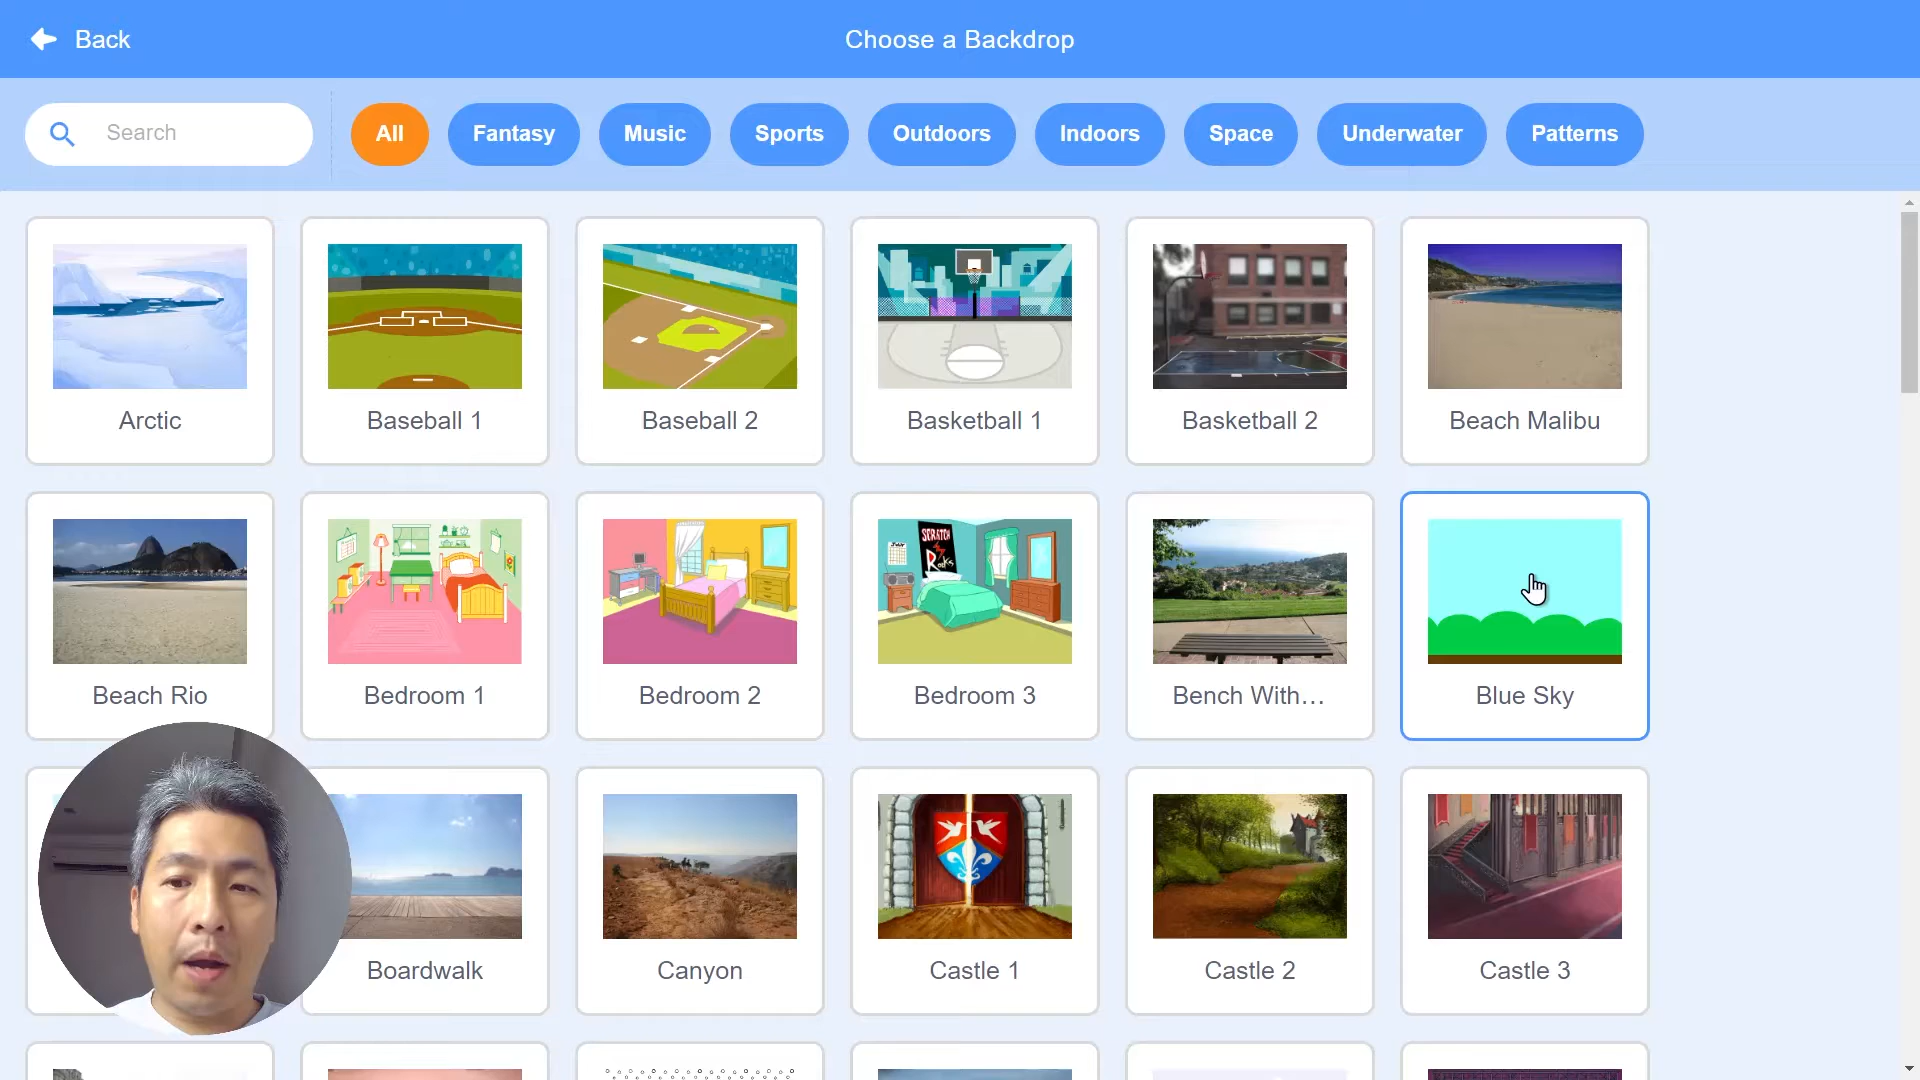 Back
Choose a Backdrop
Search
All
Fantasy
Music
Sports
Outdoors
Indoors
Space
Underwater
Patterns
Arctic
Baseball 1
Baseball 2
Basketball 1
Basketball 2
Beach Malibu
SCRATCH
Rocks
Beach Rio
Bedroom 1
Bedroom 2
Bedroom 3
Bench With…
Blue Sky
Boardwalk
Canyon
Castle 1
Castle 2
Castle 3